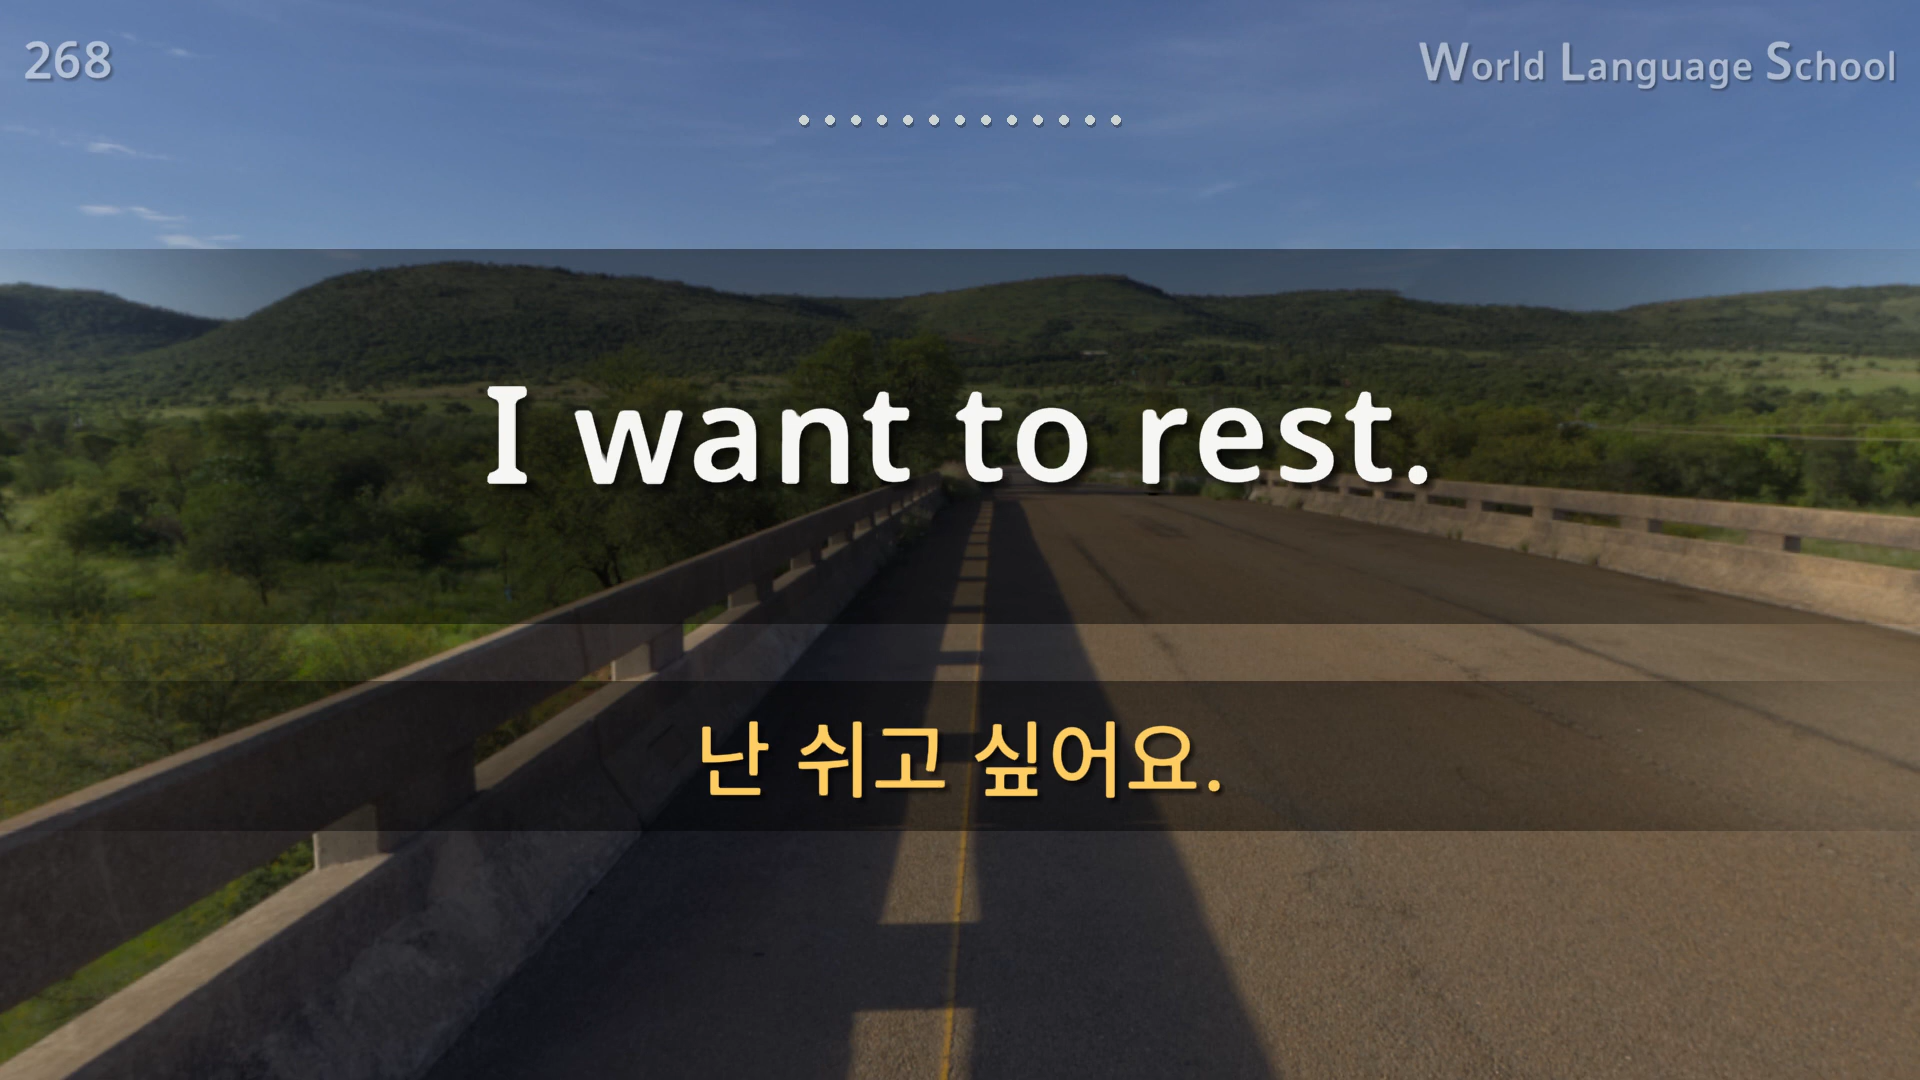 268
World Language School
I want to rest.
난 쉬고 싶어요.